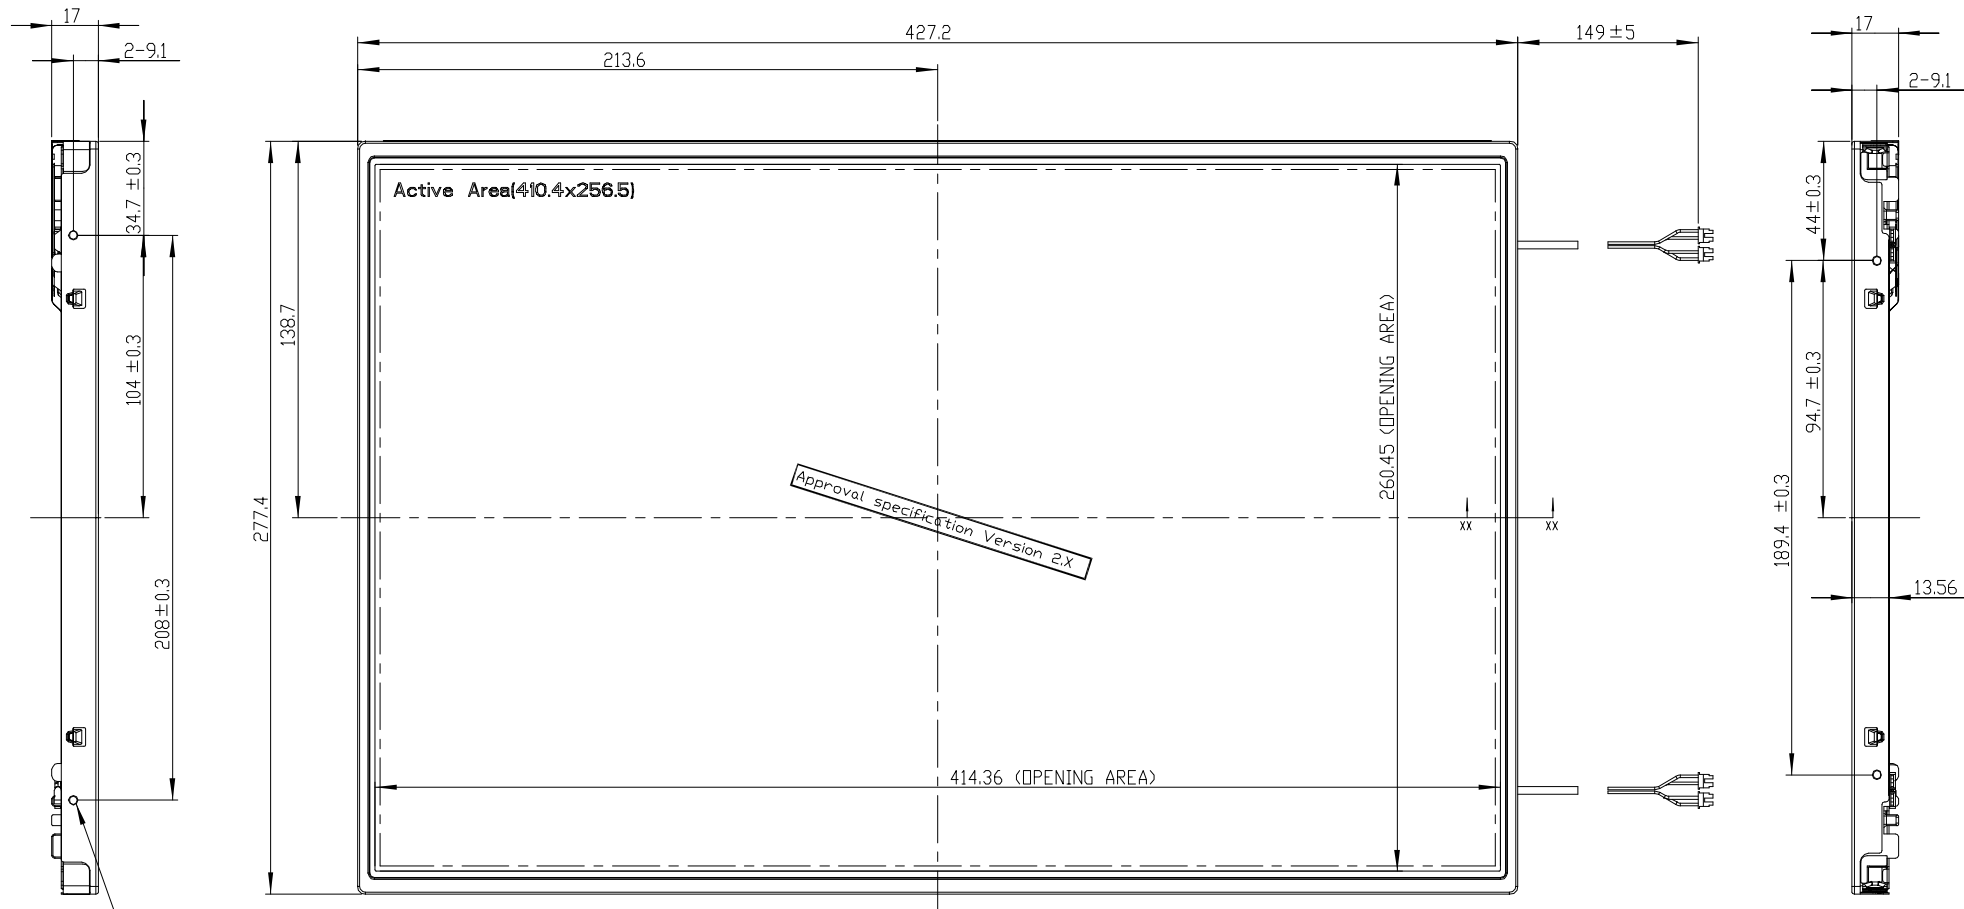 17
2-9.1
34.7 ±0.3
104 ±0.3
208±0.3
427.2
213.6
149±5
138.7
277.4
Active Area(410.4x256.5)
260.45 (OPENING AREA)
Approval specification Version 2.X
XX
XX
414.36 (OPENING AREA)
17
2-9.1
44±0.3
94.7 ±0.3
189.4 ±0.3
13.56